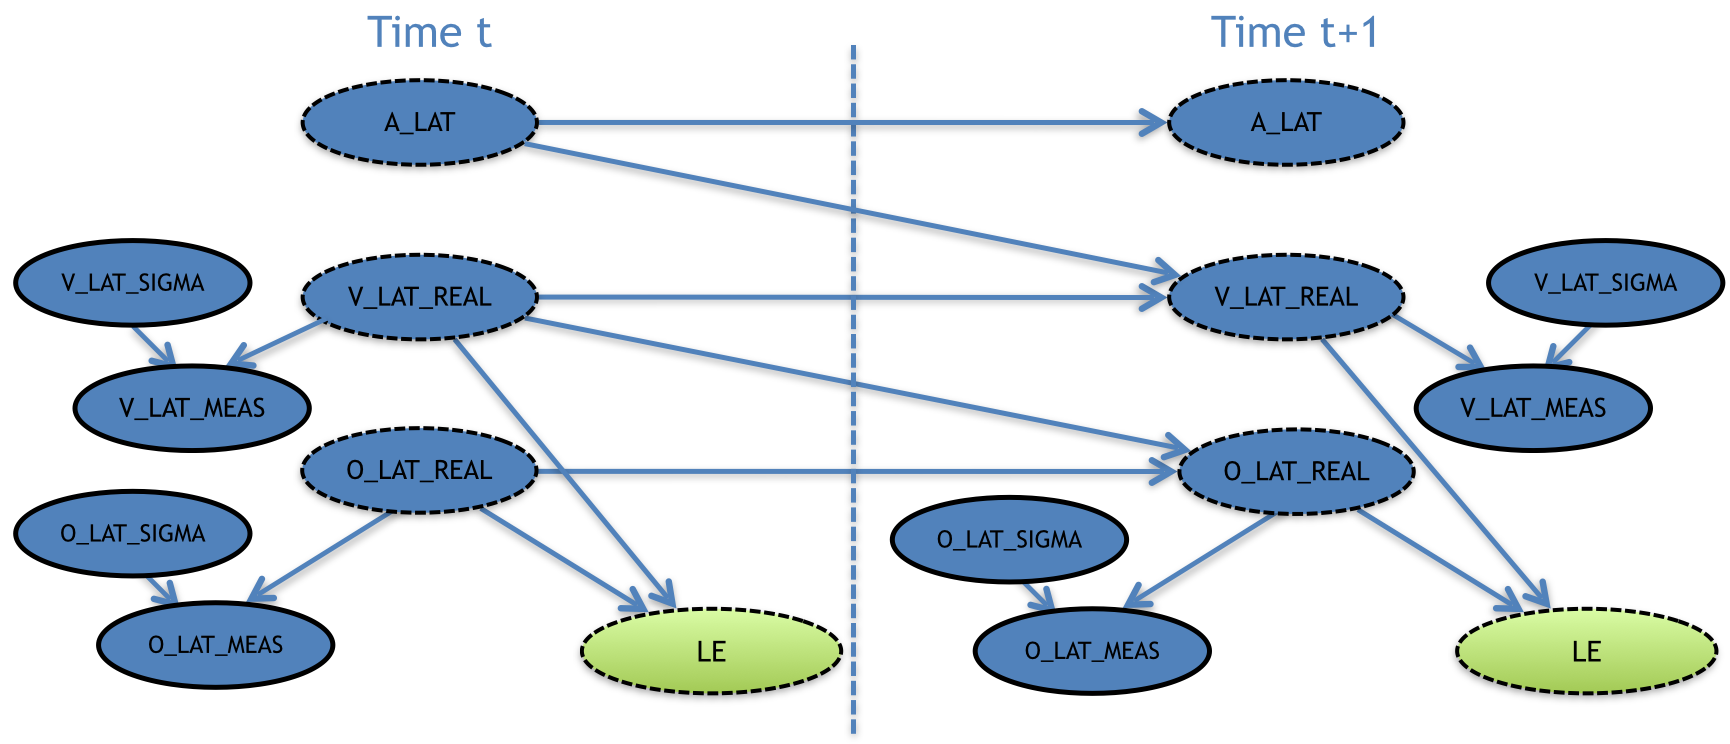 Time t
Time t+1
A_LAT
A_LAT
V_LAT_SIGMA
V_LAT_REAL
V_LAT_REAL
V_LAT_SIGMA
V_LAT_MEAS
V_LAT_MEAS
O_LAT_REAL
O_LAT_REAL
O_LAT_SIGMA
O_LAT_SIGMA
O_LAT_MEAS
LE
O_LAT_MEAS
LE